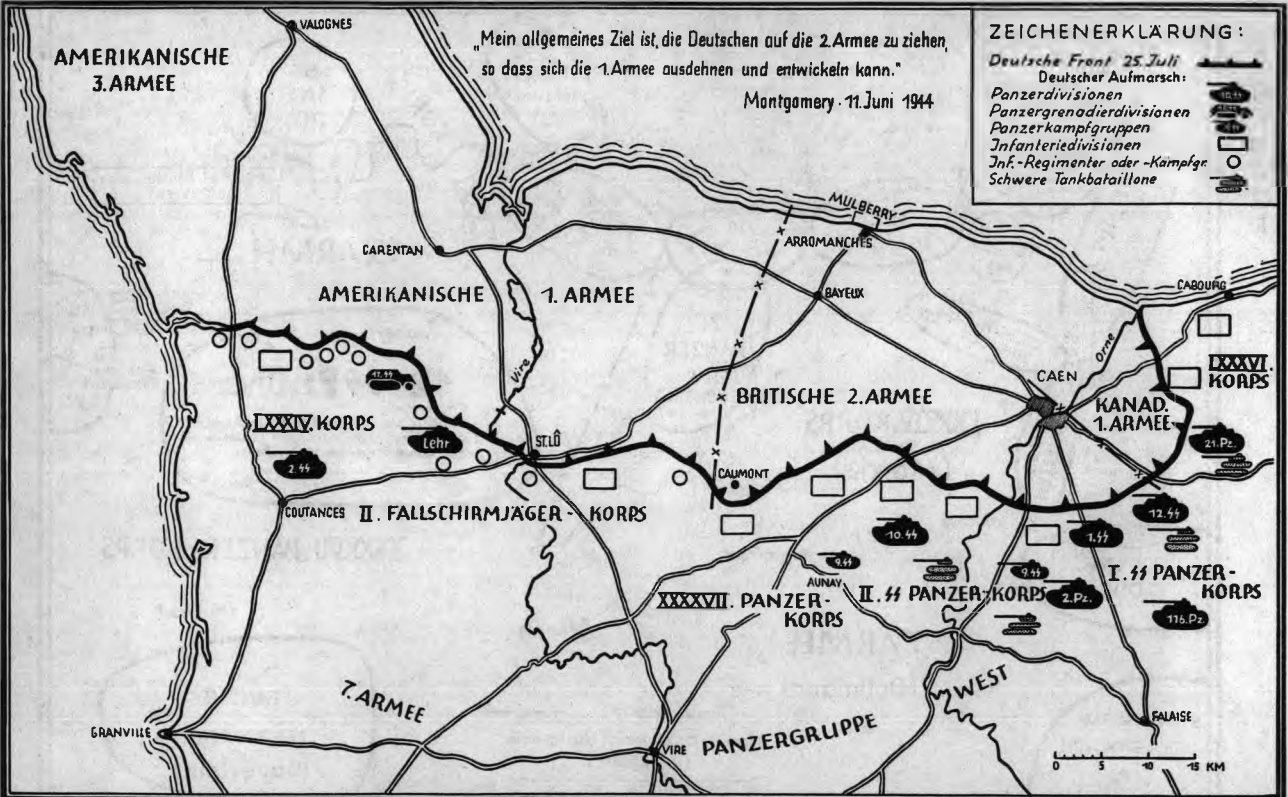 VALOGNES
AMERIKANISCHE
3. ARMEE
„Mein allgemeines Ziel ist, die Deutschen auf die 2. Armee zu ziehen,
so dass sich die 1. Armee ausdehnen und entwickeln kann."
Montgomery · 11. Juni 1944
ZEICHENERKLÄRUNG:
Deutsche Front 25. Juli
Deutscher Aufmarsch:
Panzerdivisionen
10.SS
Panzergrenadierdivisionen
Panzerkampfgruppen
Infanteriedivisionen
Inf.-Regimenter oder -Kampfgr.
Schwere Tankbataillone
MULBERRY
ARROMANCHES
CARENTAN
AMERIKANISCHE
1. ARMEE
BAYEUX
CABOURG
Vire
Orne
CAEN
LXXXVI.
KORPS
17.SS
BRITISCHE 2. ARMEE
KANAD.
1. ARMEE
LXXXIV. KORPS
Lehr
ST. LÔ
21.Pz.
2.SS
CAUMONT
COUTANCES
II. FALLSCHIRMJÄGER-KORPS
12.SS
10.SS
1.SS
9.SS
AUNAY
9.SS
I. SS PANZER-
KORPS
XXXXVII. PANZER-
KORPS
II. SS PANZER-KORPS
2.Pz.
116.Pz.
7. ARMEE
WEST
PANZERGRUPPE
FALAISE
GRANVILLE
VIRE
0 5 10 15 KM